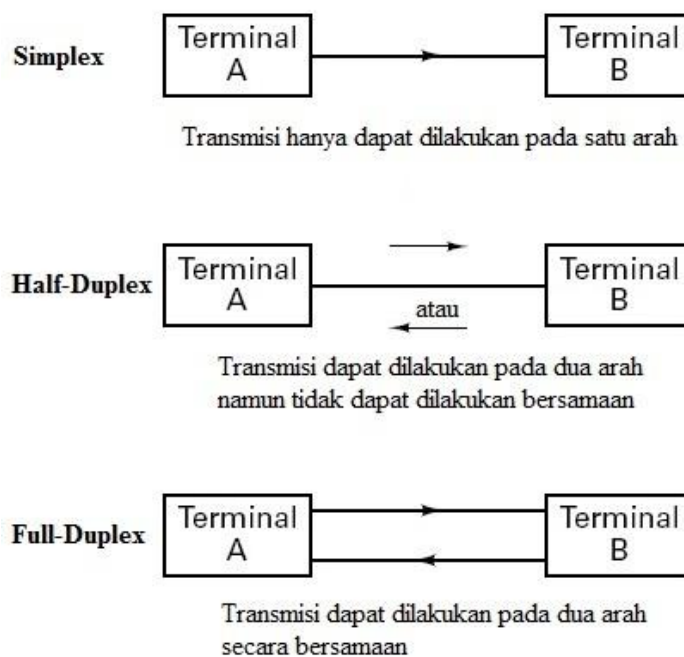 Simplex
Terminal
A
Terminal
B
Transmisi hanya dapat dilakukan pada satu arah
Half-Duplex
Terminal
A
atau
Terminal
B
Transmisi dapat dilakukan pada dua arah
namun tidak dapat dilakukan bersamaan
Full-Duplex
Terminal
A
Terminal
B
Transmisi dapat dilakukan pada dua arah
secara bersamaan